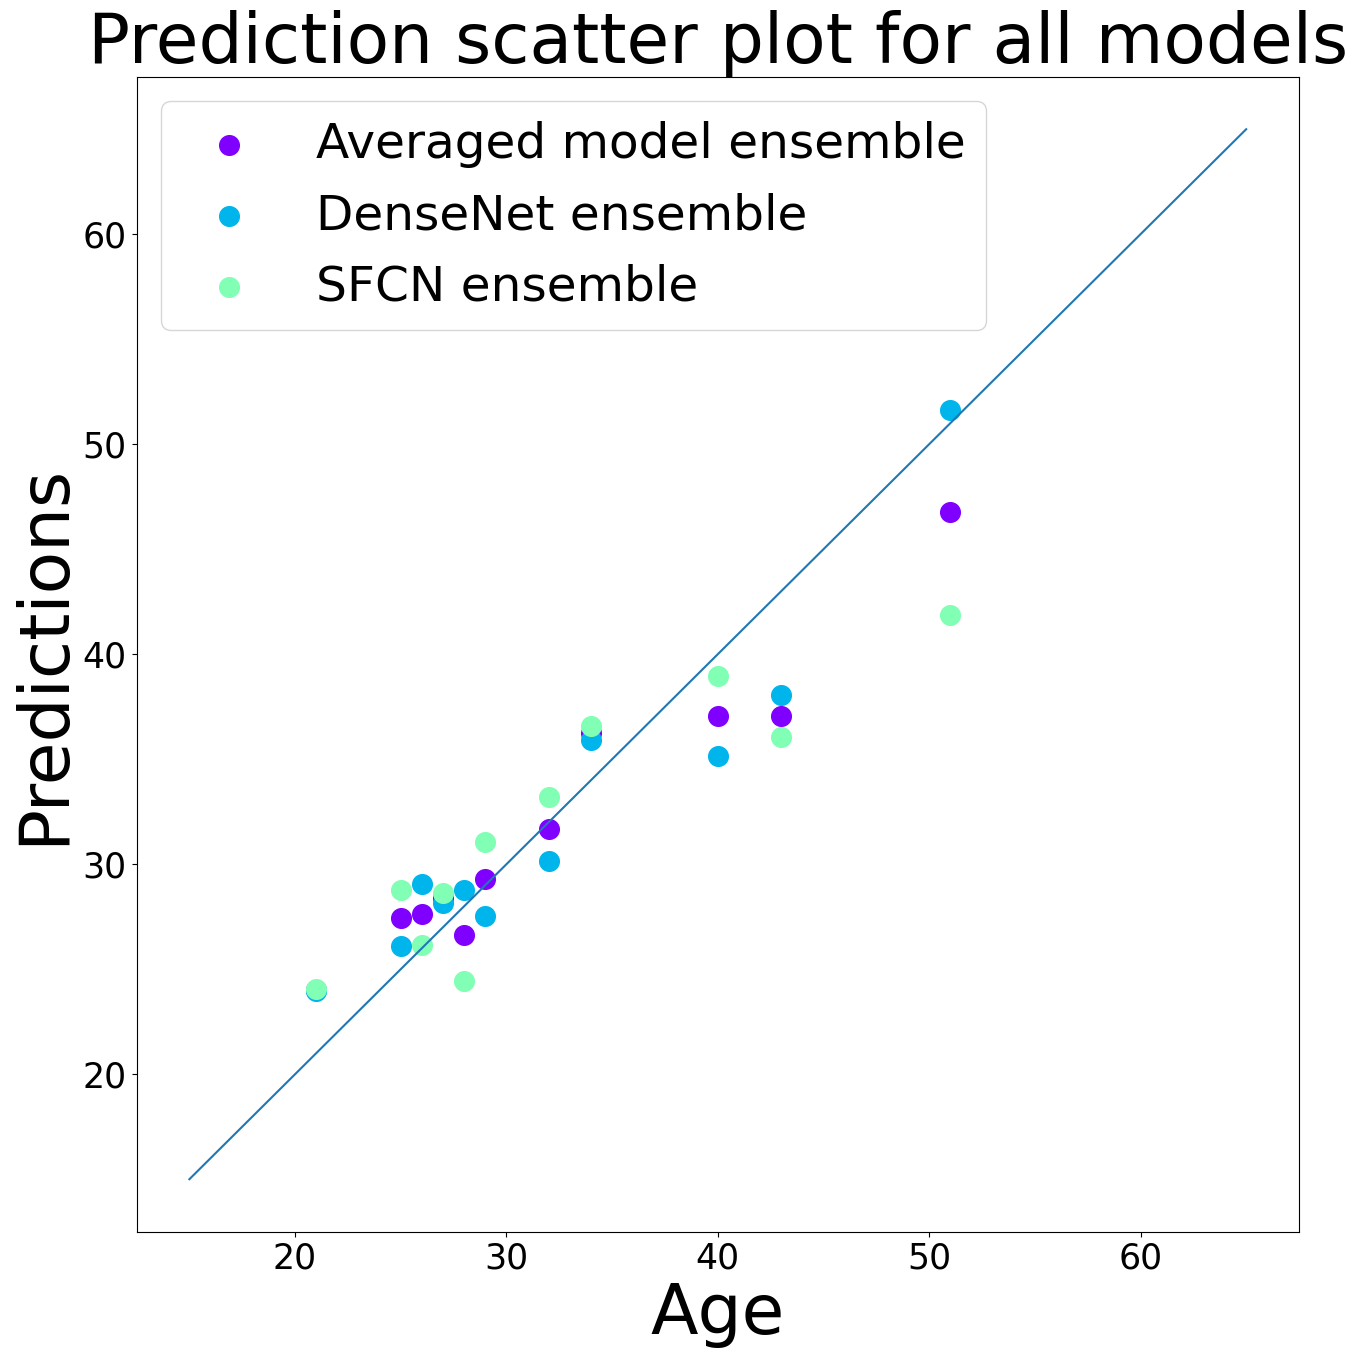 Prediction scatter plot for all models
Averaged model ensemble
DenseNet ensemble
SFCN ensemble
60
50
40
30
20
Predictions
20 30 40 50 60
Age